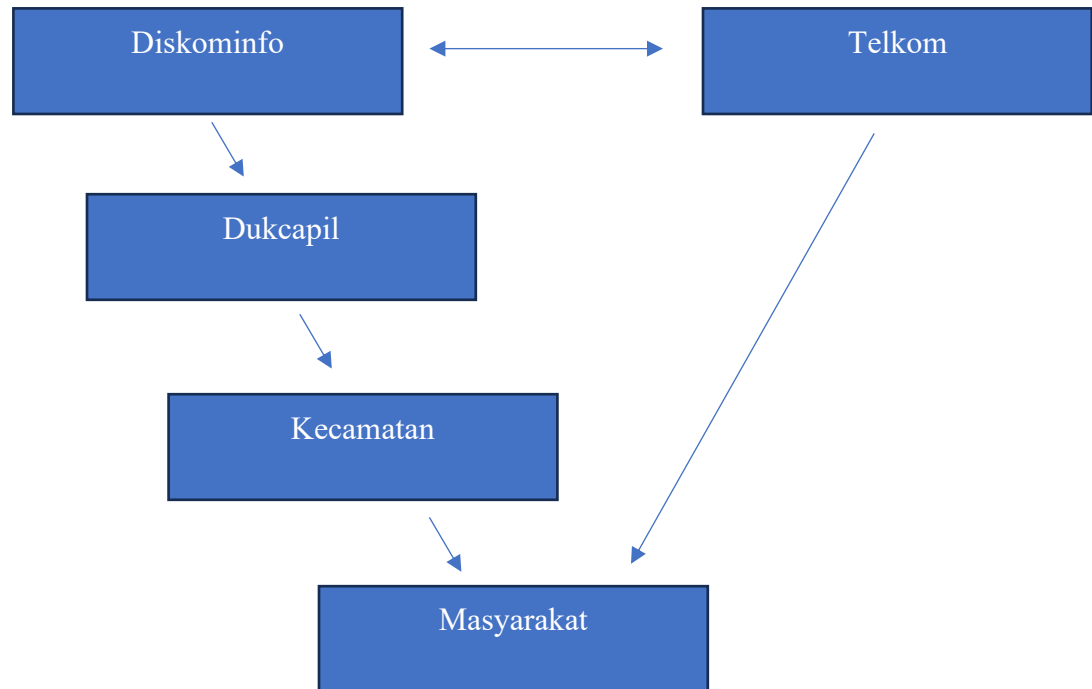 Diskominfo
Telkom
Dukcapil
Kecamatan
Masyarakat